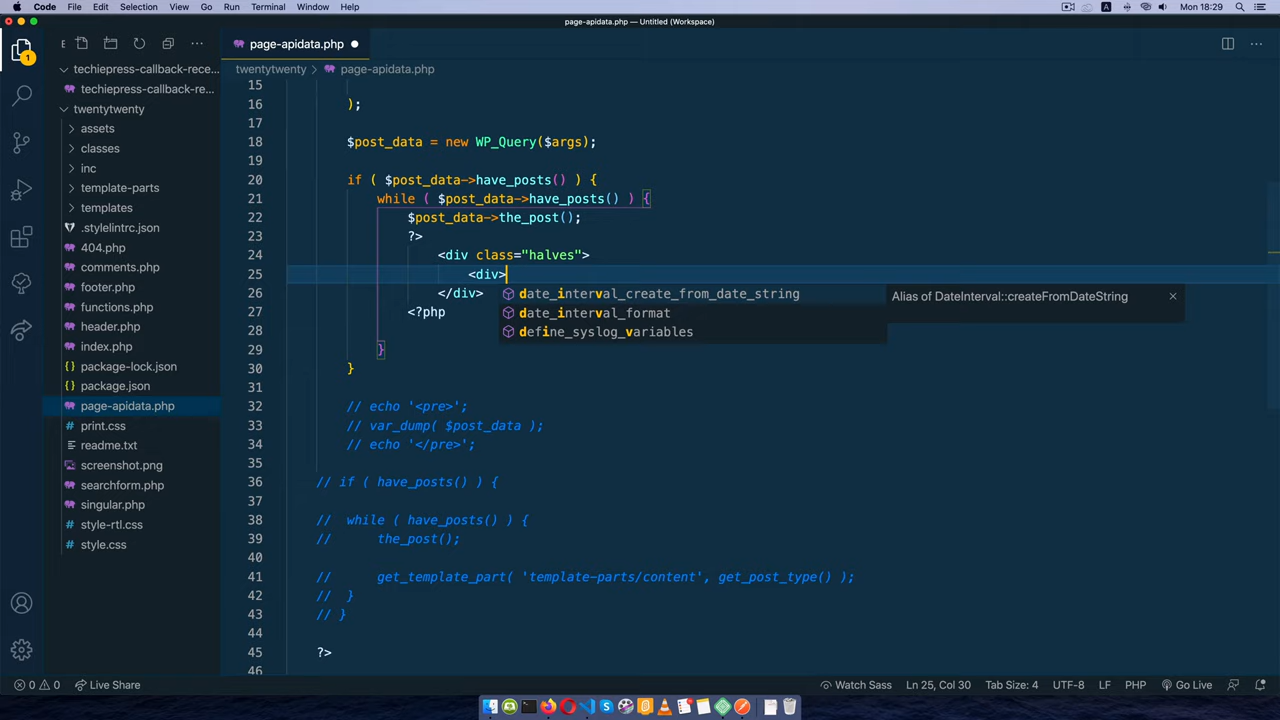 Code File Edit Selection View Go Run Terminal Window Help
A Mon 18:29
page-apidata.php — Untitled (Workspace)
E
page-apidata.php
techiepress-callback-rece...
techiepress-callback-re...
twentytwenty
assets
classes
inc
template-parts
templates
.stylelintrc.json
404.php
comments.php
footer.php
functions.php
header.php
index.php
package-lock.json
package.json
page-apidata.php
print.css
readme.txt
screenshot.png
searchform.php
singular.php
style-rtl.css
style.css
1
twentytwenty > page-apidata.php
15
16 );
17
18 $post_data = new WP_Query($args);
19
20 if ( $post_data->have_posts() ) {
21 while ( $post_data->have_posts() ) {
22 $post_data->the_post();
23 ?>
24 <div class="halves">
25 <div>
26 </div>
27 <?php
28
29 }
30 }
31
32 // echo '<pre>';
33 // var_dump( $post_data );
34 // echo '</pre>';
35
36 // if ( have_posts() ) {
37
38 // while ( have_posts() ) {
39 // the_post();
40
41 // get_template_part( 'template-parts/content', get_post_type() );
42 // }
43 // }
44
45 ?>
46
date_interval_create_from_date_string
date_interval_format
define_syslog_variables
Alias of DateInterval::createFromDateString
0 0 Live Share
Watch Sass Ln 25, Col 30 Tab Size: 4 UTF-8 LF PHP Go Live